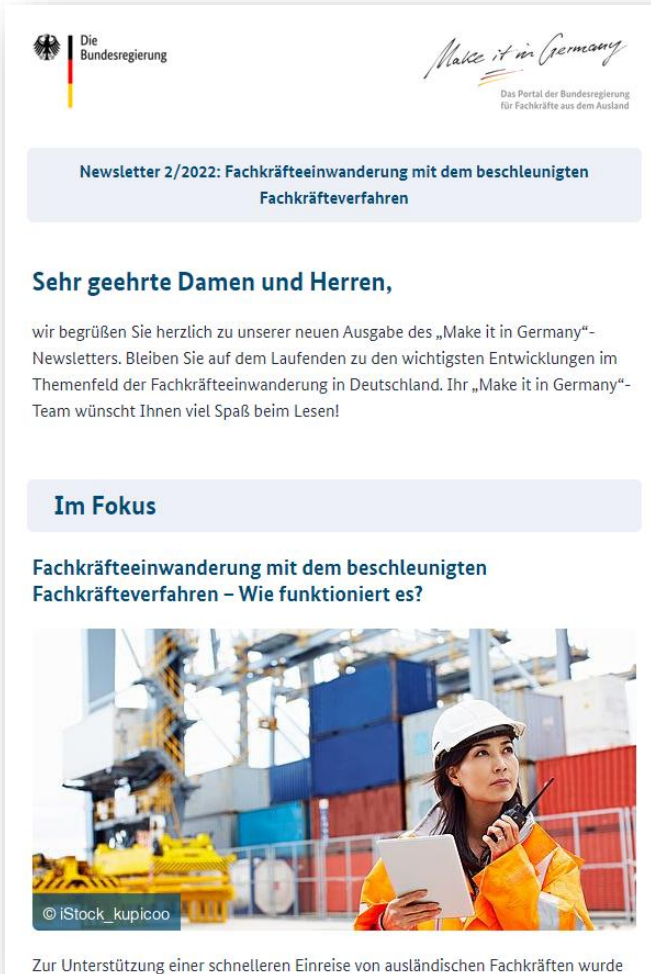 Die
Bundesregierung
Make it in Germany
Das Portal der Bundesregierung
für Fachkräfte aus dem Ausland
Newsletter 2/2022: Fachkräfteeinwanderung mit dem beschleunigten
Fachkräfteverfahren
Sehr geehrte Damen und Herren,
wir begrüßen Sie herzlich zu unserer neuen Ausgabe des „Make it in Germany“-
Newsletters. Bleiben Sie auf dem Laufenden zu den wichtigsten Entwicklungen im
Themenfeld der Fachkräfteeinwanderung in Deutschland. Ihr „Make it in Germany“-
Team wünscht Ihnen viel Spaß beim Lesen!
Im Fokus
Fachkräfteeinwanderung mit dem beschleunigten
Fachkräfteverfahren – Wie funktioniert es?
© iStock_kupicoo
Zur Unterstützung einer schnelleren Einreise von ausländischen Fachkräften wurde